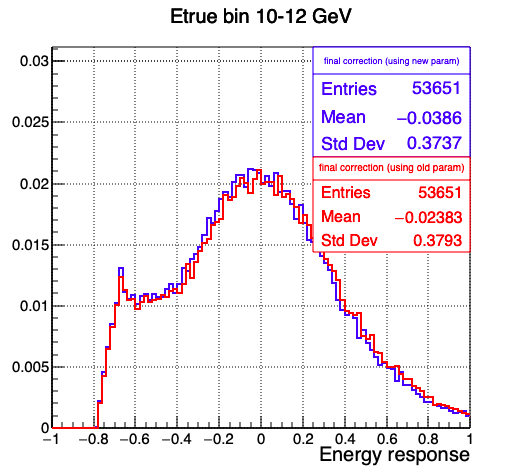 Etrue bin 10-12 GeV
final correction (using new param)
Entries 53651
Mean −0.0386
Std Dev 0.3737
final correction (using old param)
Entries 53651
Mean −0.02383
Std Dev 0.3793
0.03
0.025
0.02
0.015
0.01
0.005
0
−1 −0.8 −0.6 −0.4 −0.2 0 0.2 0.4 0.6 0.8 1
Energy response